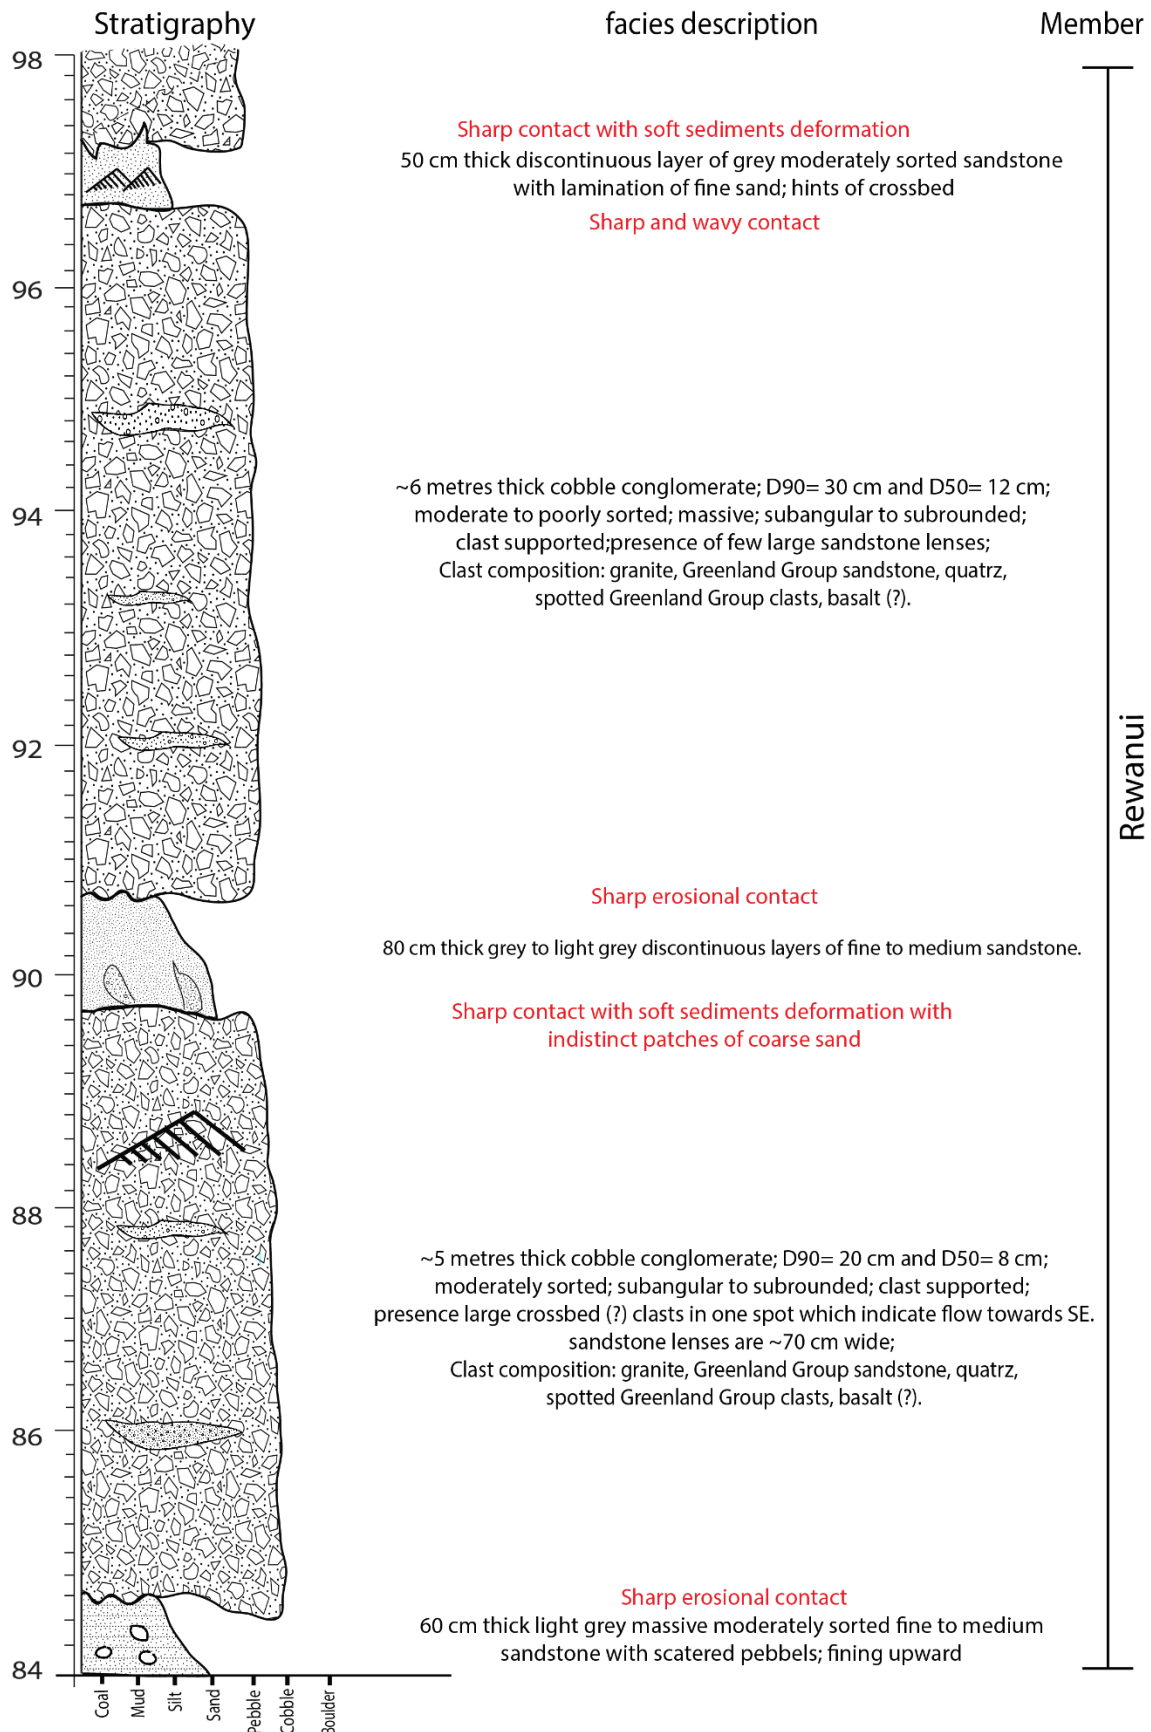 Stratigraphy facies description Member
98
Sharp contact with soft sediments deformation
50 cm thick discontinuous layer of grey moderately sorted sandstone
with lamination of fine sand; hints of crossbed
Sharp and wavy contact
96
~6 metres thick cobble conglomerate; D90= 30 cm and D50= 12 cm;
94
moderate to poorly sorted; massive; subangular to subrounded;
clast supported;presence of few large sandstone lenses;
Clast composition: granite, Greenland Group sandstone, quatrz,
spotted Greenland Group clasts, basalt (?).
92
Rewanui
Sharp erosional contact
80 cm thick grey to light grey discontinuous layers of fine to medium sandstone.
90
Sharp contact with soft sediments deformation with
indistinct patches of coarse sand
88
~5 metres thick cobble conglomerate; D90= 20 cm and D50= 8 cm;
moderately sorted; subangular to subrounded; clast supported;
presence large crossbed (?) clasts in one spot which indicate flow towards SE.
sandstone lenses are ~70 cm wide;
Clast composition: granite, Greenland Group sandstone, quatrz,
spotted Greenland Group clasts, basalt (?).
86
Sharp erosional contact
60 cm thick light grey massive moderately sorted fine to medium
sandstone with scatered pebbels; fining upward
84
Coal
Mud
Silt
Sand
Pebble
Cobble
Boulder